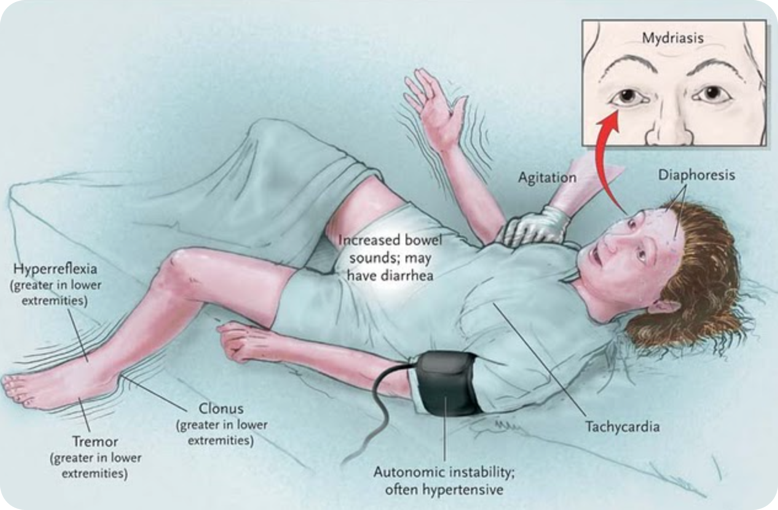 Mydriasis
Agitation
Diaphoresis
Increased bowel
sounds; may
have diarrhea
Hyperreflexia
(greater in lower
extremities)
Clonus
(greater in lower
extremities)
Tachycardia
Tremor
(greater in lower
extremities)
Autonomic instability;
often hypertensive